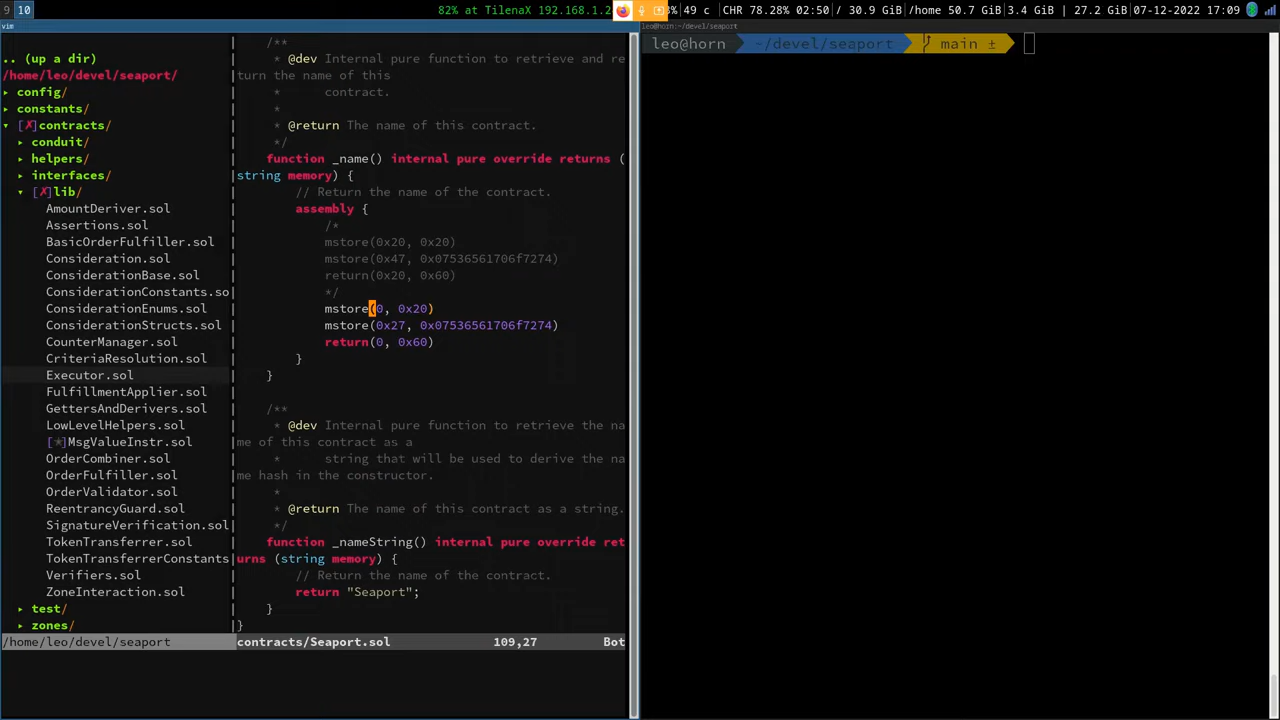 9 10 82% at TilenaX 192.168.1.2 8% 49 c CHR 78.28% 02:50 / 30.9 GiB /home 50.7 GiB 3.4 GiB 27.2 GiB 07-12-2022 17:09
vim
.. (up a dir)
/home/leo/devel/seaport/
▸ config/
▸ constants/
▾ [✗]contracts/
▸ conduit/
▸ helpers/
▸ interfaces/
▾ [✗]lib/
AmountDeriver.sol
Assertions.sol
BasicOrderFulfiller.sol
Consideration.sol
ConsiderationBase.sol
ConsiderationConstants.so
ConsiderationEnums.sol
ConsiderationStructs.sol
CounterManager.sol
CriteriaResolution.sol
Executor.sol
FulfillmentApplier.sol
GettersAndDerivers.sol
LowLevelHelpers.sol
[★]MsgValueInstr.sol
OrderCombiner.sol
OrderFulfiller.sol
OrderValidator.sol
ReentrancyGuard.sol
SignatureVerification.sol
TokenTransferrer.sol
TokenTransferrerConstants
Verifiers.sol
ZoneInteraction.sol
▸ test/
▸ zones/
/home/leo/devel/seaport
/**
* @dev Internal pure function to retrieve and re
turn the name of this
* contract.
*
* @return The name of this contract.
*/
function _name() internal pure override returns (
string memory) {
// Return the name of the contract.
assembly {
/*
mstore(0x20, 0x20)
mstore(0x47, 0x07536561706f7274)
return(0x20, 0x60)
*/
mstore(0, 0x20)
mstore(0x27, 0x07536561706f7274)
return(0, 0x60)
}
}
/**
* @dev Internal pure function to retrieve the na
me of this contract as a
* string that will be used to derive the na
me hash in the constructor.
*
* @return The name of this contract as a string.
*/
function _nameString() internal pure override ret
urns (string memory) {
// Return the name of the contract.
return "Seaport";
}
}
contracts/Seaport.sol 109,27 Bot
leo@horn:~/devel/seaport
leo@horn ~/devel/seaport main ±